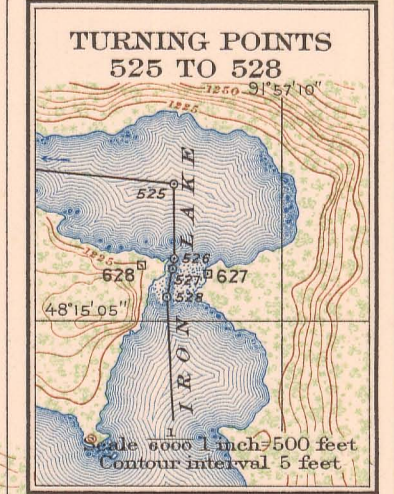 TURNING POINTS
525 TO 528
1250
91°57'10"
1225
525
IRON LAKE
526
1225
628
527
627
528
48°15'05"
Scale 1/6000 1 inch=500 feet
Contour interval 5 feet